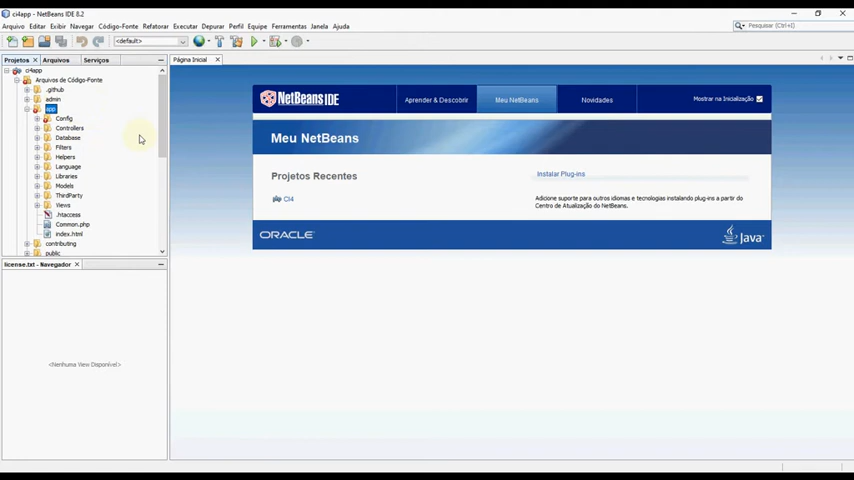 ci4app - NetBeans IDE 8.2
Arquivo Editar Exibir Navegar Código-Fonte Refatorar Executar Depurar Perfil Equipe Ferramentas Janela Ajuda
Pesquisar (Ctrl+I)
<default>
Projetos Arquivos Serviços
Página Inicial
ci4app
Arquivos de Código-Fonte
.github
admin
app
Config
Controllers
Database
Filters
Helpers
Language
Libraries
Models
ThirdParty
Views
.htaccess
Common.php
index.html
contributing
public
license.txt - Navegador
<Nenhuma View Disponível>
NetBeans IDE
Aprender & Descobrir
Meu NetBeans
Novidades
Mostrar na Inicialização
Meu NetBeans
Projetos Recentes
CI4
Instalar Plug-ins
Adicione suporte para outros idiomas e tecnologias instalando plug-ins a partir do
Centro de Atualização do NetBeans.
ORACLE
Java